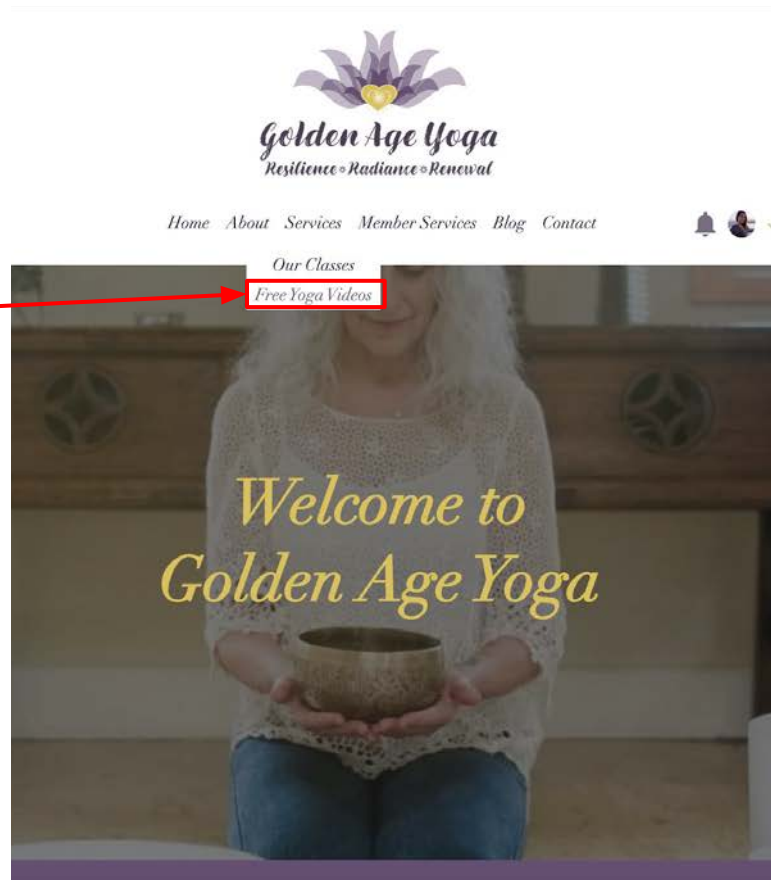 Golden Age Yoga
Resilience∘Radiance∘Renewal
Home About Services Member Services Blog Contact
Our Classes
Free Yoga Videos
Welcome to
Golden Age Yoga